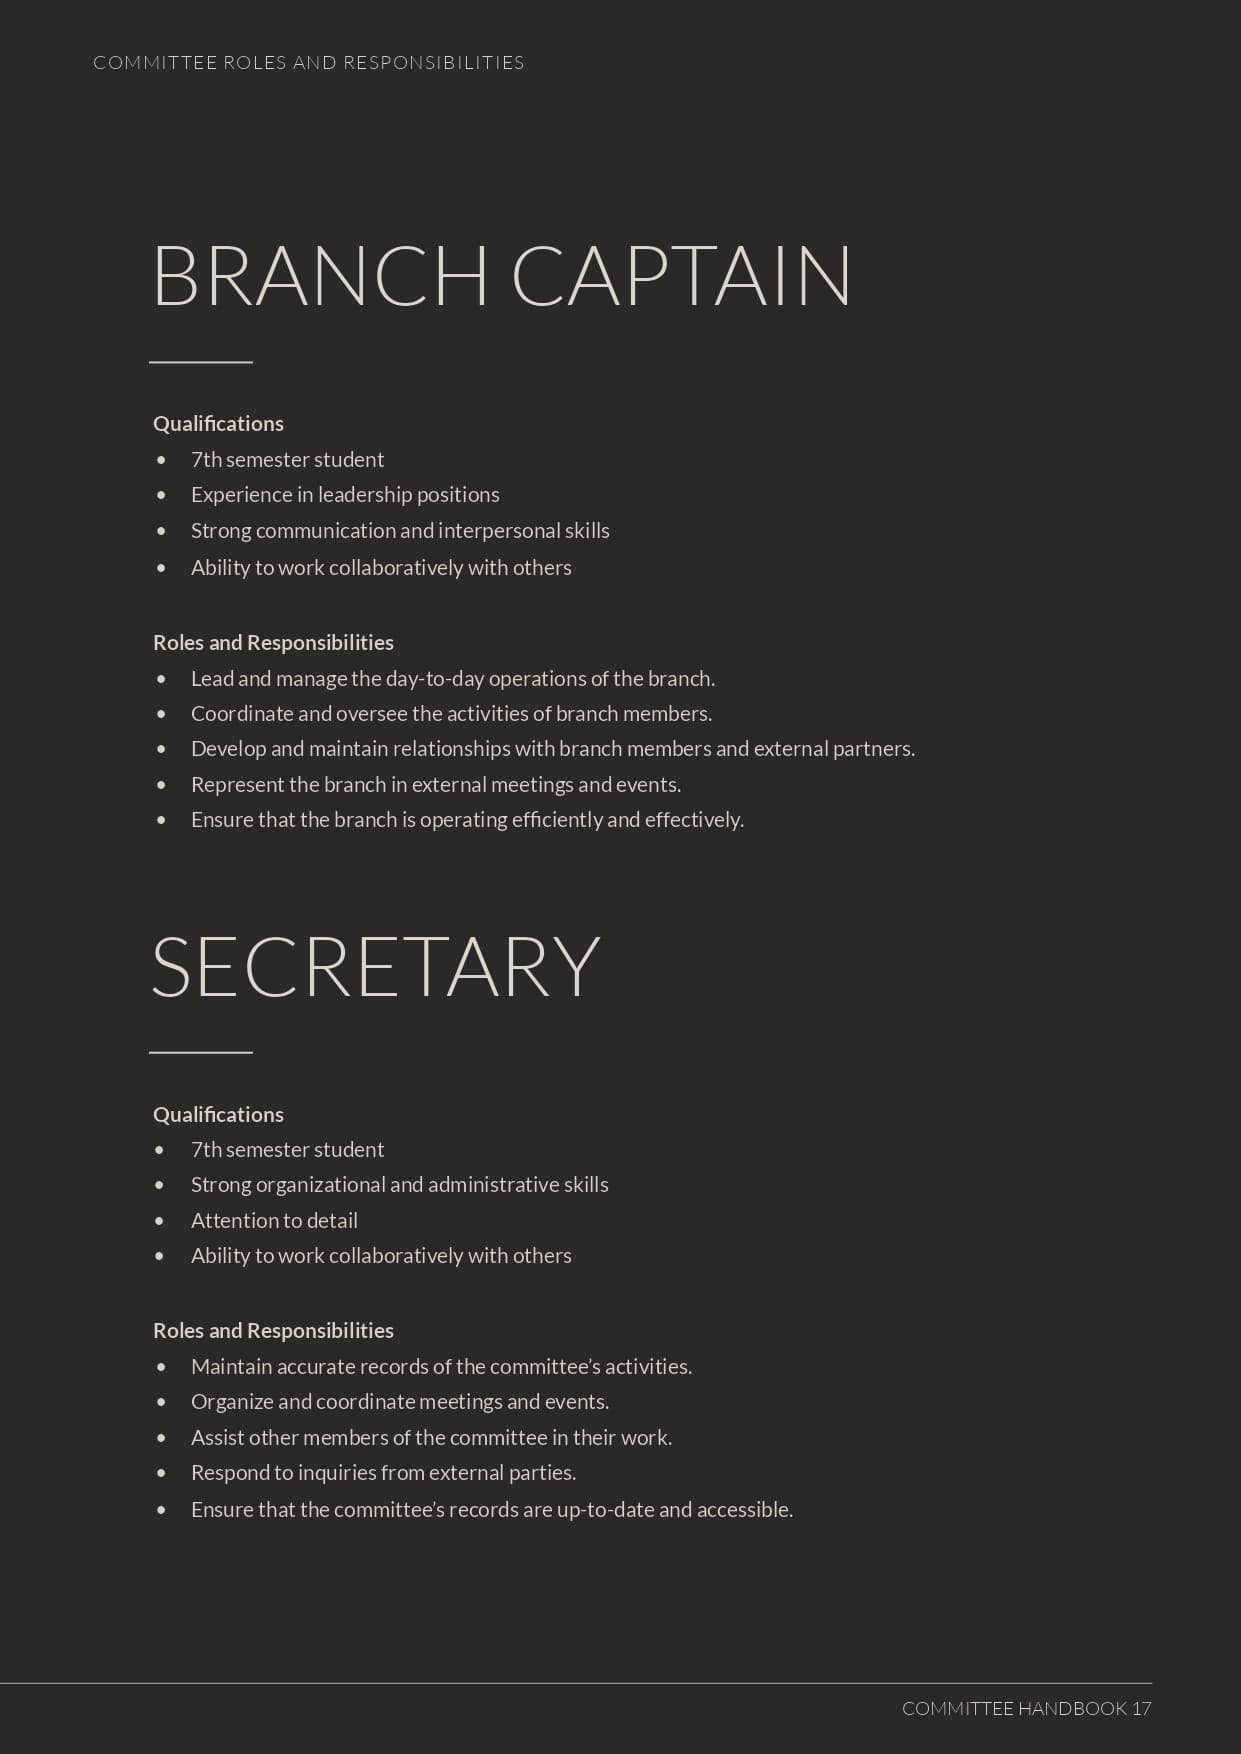 COMMITTEE ROLES AND RESPONSIBILITIES
BRANCH CAPTAIN
Qualifications
• 7th semester student
• Experience in leadership positions
• Strong communication and interpersonal skills
• Ability to work collaboratively with others
Roles and Responsibilities
• Lead and manage the day-to-day operations of the branch.
• Coordinate and oversee the activities of branch members.
• Develop and maintain relationships with branch members and external partners.
• Represent the branch in external meetings and events.
• Ensure that the branch is operating efficiently and effectively.
SECRETARY
Qualifications
• 7th semester student
• Strong organizational and administrative skills
• Attention to detail
• Ability to work collaboratively with others
Roles and Responsibilities
• Maintain accurate records of the committee’s activities.
• Organize and coordinate meetings and events.
• Assist other members of the committee in their work.
• Respond to inquiries from external parties.
• Ensure that the committee’s records are up-to-date and accessible.
COMMITTEE HANDBOOK 17